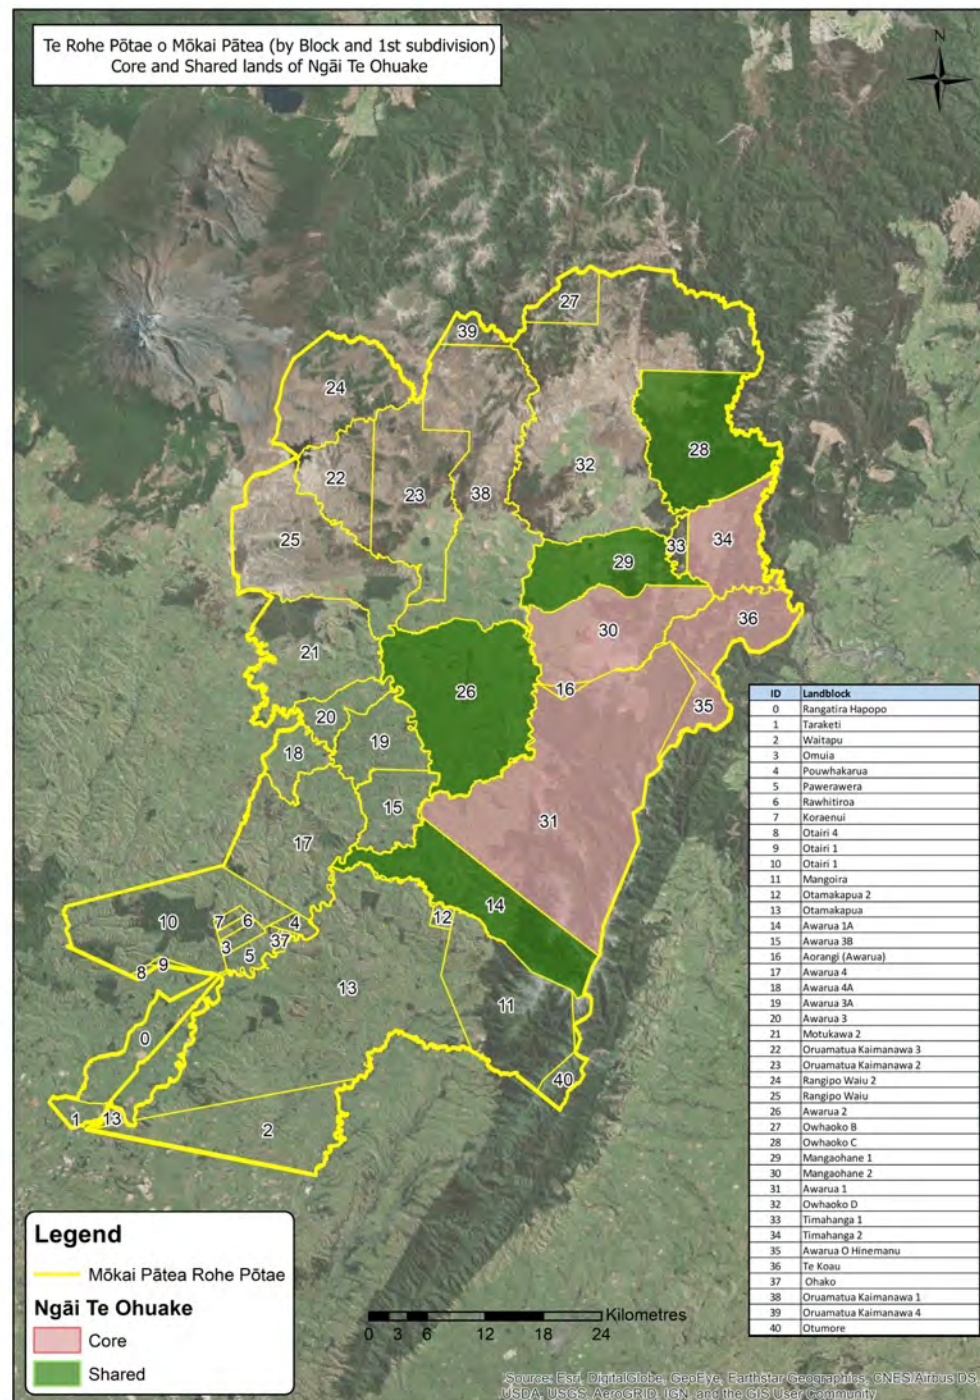 Te Rohe Pōtae o Mōkai Pātea (by Block and 1st subdivision)
Core and Shared lands of Ngāi Te Ohuake
N
27
39
24
28
32
22
23
38
25
33
34
29
36
30
21
16
26
35
20
19
18
15
31
17
14
10
7
6
4
12
37
3
5
9
8
13
11
0
40
1
13
2
ID Landblock
0 Rangatira Hapopo
1 Taraketi
2 Waitapu
3 Omuia
4 Pouwhakarua
5 Pawerawera
6 Rawhitiroa
7 Koraenui
8 Otairi 4
9 Otairi 1
10 Otairi 1
11 Mangoira
12 Otamakapua 2
13 Otamakapua
14 Awarua 1A
15 Awarua 3B
16 Aorangi (Awarua)
17 Awarua 4
18 Awarua 4A
19 Awarua 3A
20 Awarua 3
21 Motukawa 2
22 Oruamatua Kaimanawa 3
23 Oruamatua Kaimanawa 2
24 Rangipo Waiu 2
25 Rangipo Waiu
26 Awarua 2
27 Owhaoko B
28 Owhaoko C
29 Mangaohane 1
30 Mangaohane 2
31 Awarua 1
32 Owhaoko D
33 Timahanga 1
34 Timahanga 2
35 Awarua O Hinemanu
36 Te Koau
37 Ohako
38 Oruamatua Kaimanawa 1
39 Oruamatua Kaimanawa 4
40 Otumore
Legend
Mōkai Pātea Rohe Pōtae
Ngāi Te Ohuake
Core
Shared
Kilometres
0 3 6 12 18 24
Source: Esri, DigitalGlobe, GeoEye, Earthstar Geographics, CNES/Airbus DS,
USDA, USGS, AeroGRID, IGN, and the GIS User Community